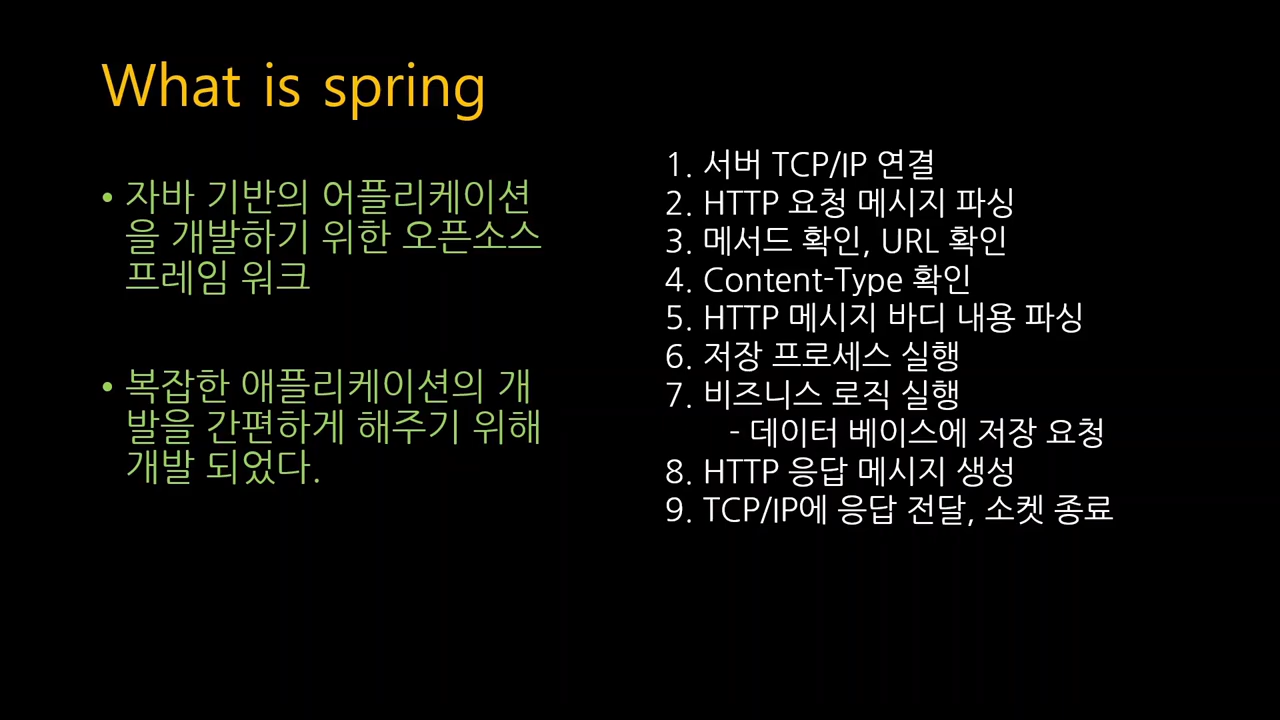 What is spring
• 자바 기반의 어플리케이션
을 개발하기 위한 오픈소스
프레임 워크
• 복잡한 애플리케이션의 개
발을 간편하게 해주기 위해
개발 되었다.
1. 서버 TCP/IP 연결
2. HTTP 요청 메시지 파싱
3. 메서드 확인, URL 확인
4. Content-Type 확인
5. HTTP 메시지 바디 내용 파싱
6. 저장 프로세스 실행
7. 비즈니스 로직 실행
- 데이터 베이스에 저장 요청
8. HTTP 응답 메시지 생성
9. TCP/IP에 응답 전달, 소켓 종료